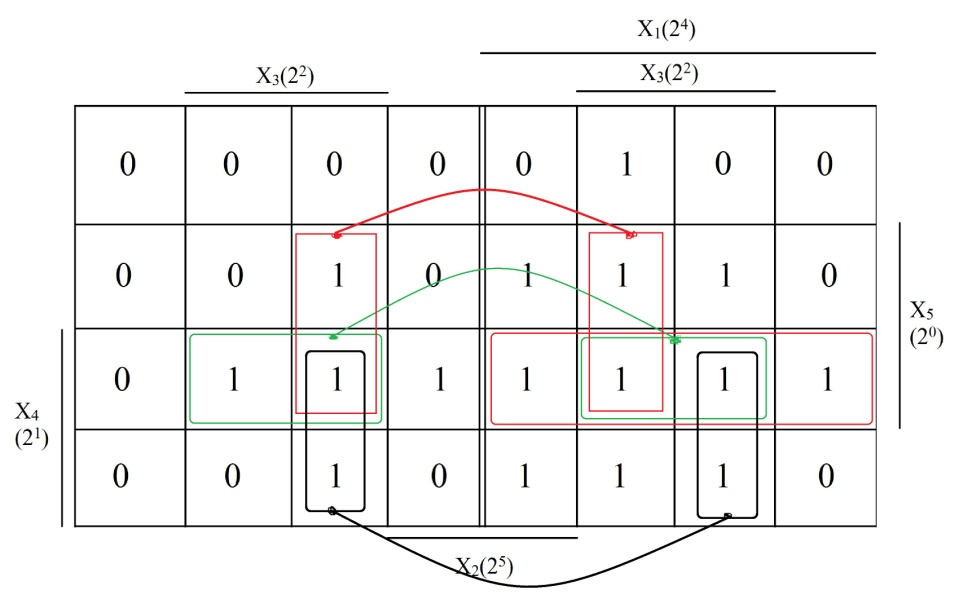 X₁(2⁴)
X₃(2²) X₃(2²)
0 0 0 0 0 1 0 0
0 0 1 0 1 1 1 0
X₅
(2⁰)
0 1 1 1 1 1 1 1
X₄
(2¹)
0 0 1 0 1 1 1 0
X₂(2⁵)